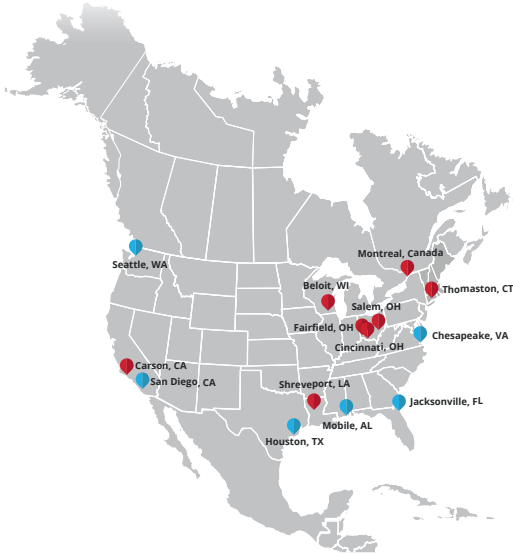 Montreal, Canada
Seattle, WA
Beloit, WI
Thomaston, CT
Salem, OH
Fairfield, OH
Chesapeake, VA
Cincinnati, OH
Carson, CA
San Diego, CA
Shreveport, LA
Jacksonville, FL
Mobile, AL
Houston, TX